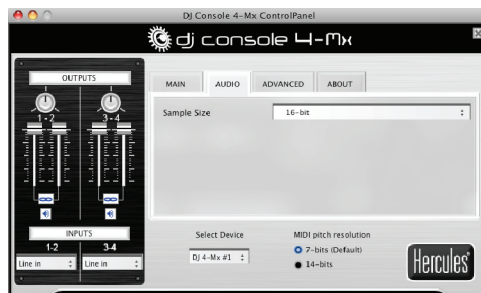 DJ Console 4-Mx ControlPanel
dj console 4-Mx
OUTPUTS
1-2
3-4
INPUTS
1-2
3-4
Line in
Line in
MAIN
AUDIO
ADVANCED
ABOUT
Sample Size
16-bit
Select Device
DJ 4-Mx #1
MIDI pitch resolution
7-bits (Default)
14-bits
Hercules